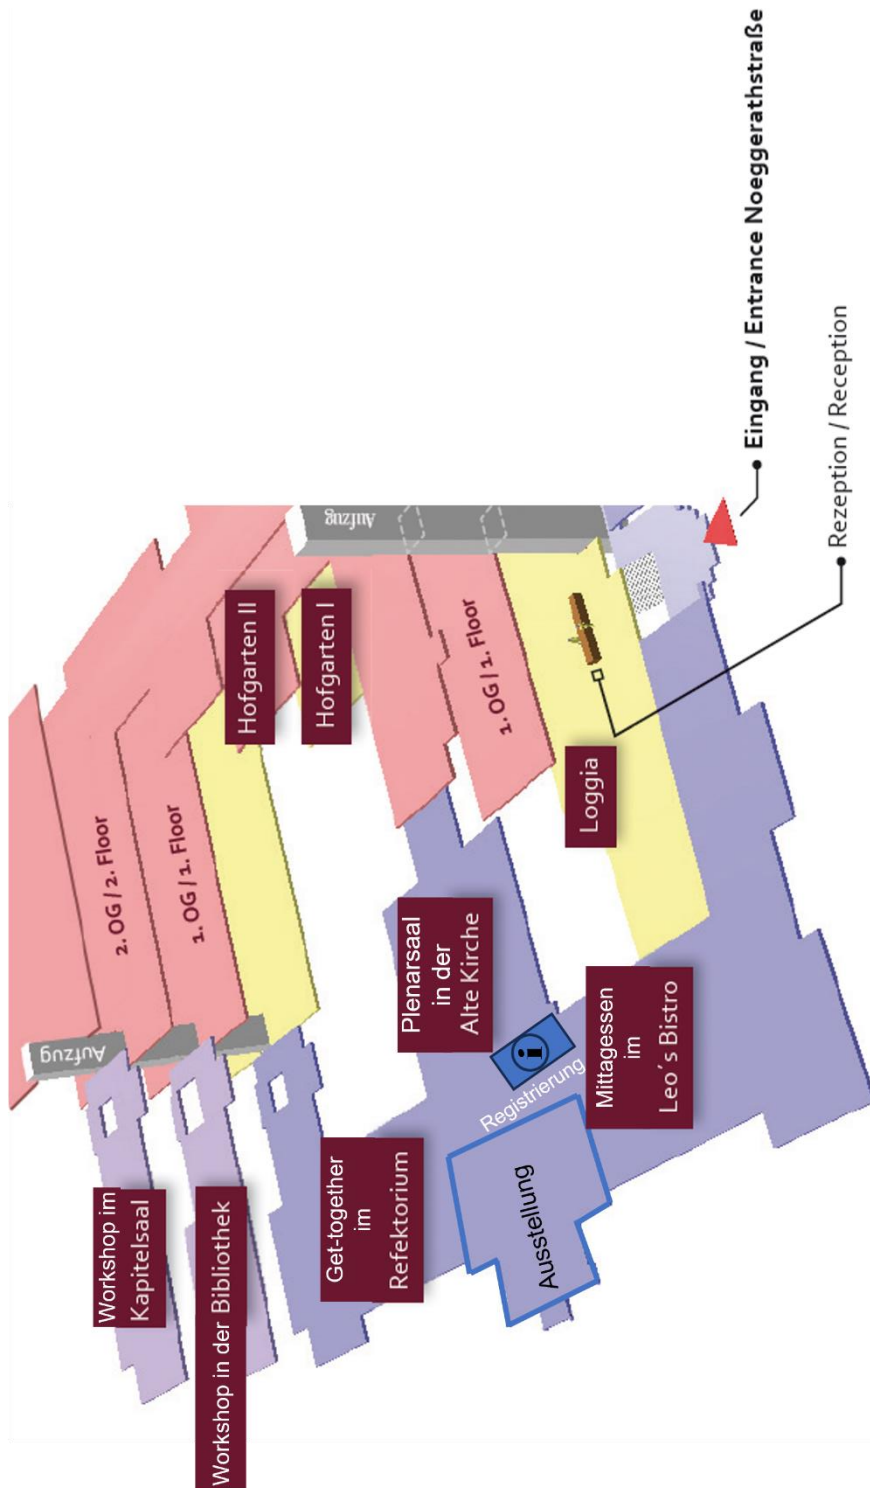 Eingang / Entrance Noeggerathstraße
Rezeption / Reception
Aufzug
Hofgarten II
Hofgarten I
2. OG / 2. Floor
1. OG / 1. Floor
1. OG / 1. Floor
Loggia
Aufzug
Plenarsaal
in der
Alte Kirche
i
Registrierung
Mittagessen
im
Leo´s Bistro
Workshop im
Kapitelsaal
Workshop in der Bibliothek
Get-together
im
Refektorium
Ausstellung